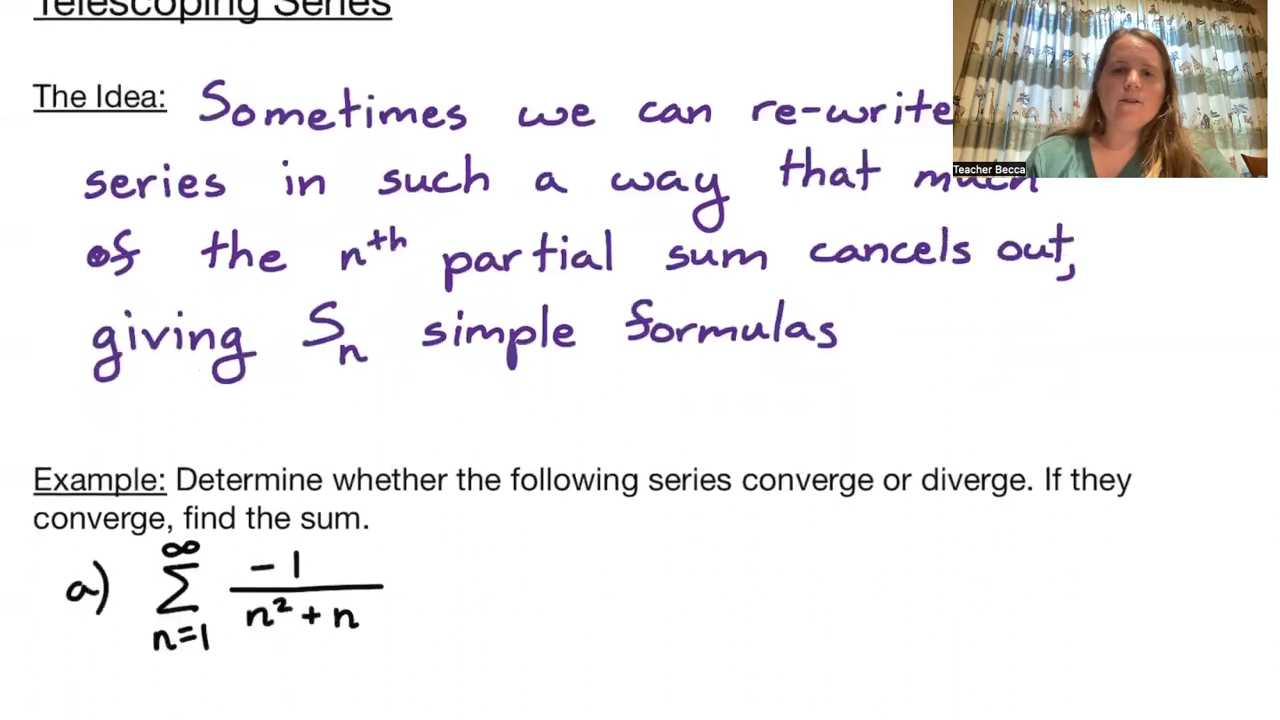 Telescoping Series
The Idea: Sometimes we can re-write
series in such a way that much
of the nth partial sum cancels out,
giving Sn simple formulas
Teacher Becca
Example: Determine whether the following series converge or diverge. If they
converge, find the sum.
a) ∞ Σ n=1 -1 / n² + n